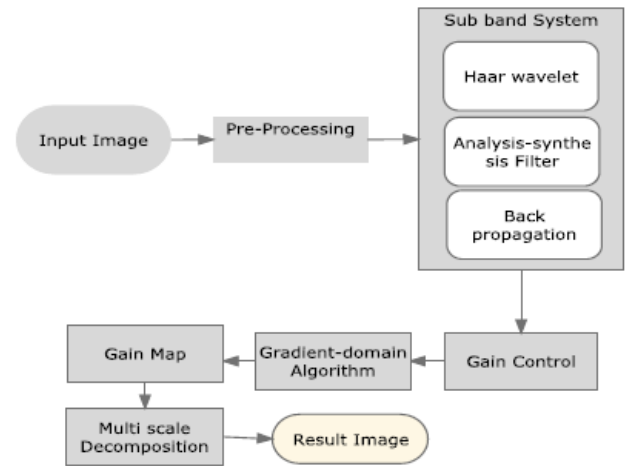 Sub band System
Haar wavelet
Analysis-synthe
sis Filter
Back
propagation
Input Image
Pre-Processing
Gain Control
Gradient-domain
Algorithm
Gain Map
Multi scale
Decomposition
Result Image